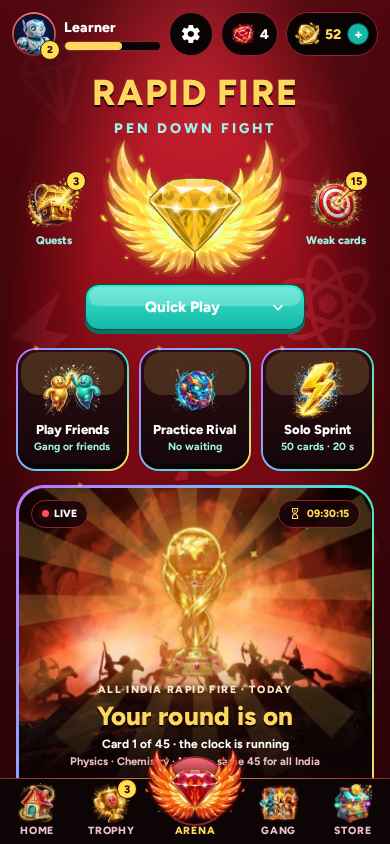 Learner
2
4
52
+
RAPID FIRE
PEN DOWN FIGHT
3
Quests
15
Weak cards
Quick Play
Play Friends
Gang or friends
Practice Rival
No waiting
Solo Sprint
50 cards · 20 s
LIVE
09:30:15
ALL INDIA RAPID FIRE · TODAY
Your round is on
Card 1 of 45 · the clock is running
Physics · 45 for all India
3
HOME
TROPHY
ARENA
GANG
STORE